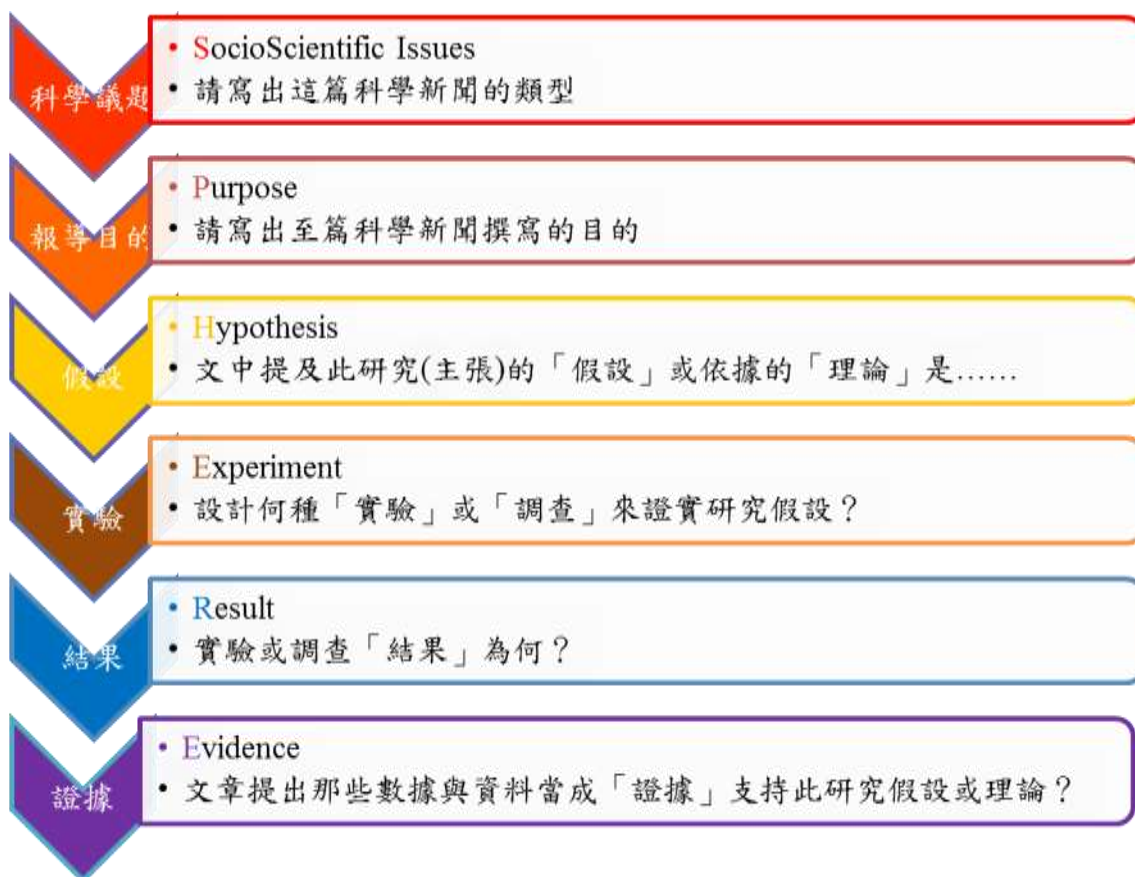 科學議題
• SocioScientific Issues
• 請寫出這篇科學新聞的類型
報導目的
• Purpose
• 請寫出至篇科學新聞撰寫的目的
假設
• Hypothesis
• 文中提及此研究(主張)的「假設」或依據的「理論」是……
實驗
• Experiment
• 設計何種「實驗」或「調查」來證實研究假設？
結果
• Result
• 實驗或調查「結果」為何？
證據
• Evidence
• 文章提出那些數據與資料當成「證據」支持此研究假設或理論？